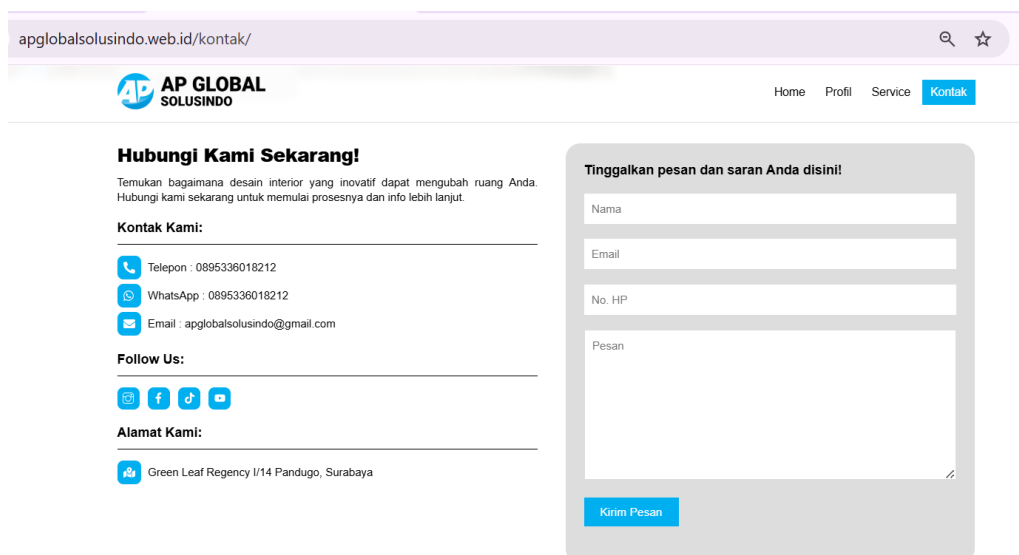 apglobalsolusindo.web.id/kontak/
AP AP GLOBAL
SOLUSINDO
Home Profil Service Kontak
Hubungi Kami Sekarang!
Temukan bagaimana desain interior yang inovatif dapat mengubah ruang Anda.
Hubungi kami sekarang untuk memulai prosesnya dan info lebih lanjut.
Kontak Kami:
Telepon : 0895336018212
WhatsApp : 0895336018212
Email : apglobalsolusindo@gmail.com
Follow Us:
Alamat Kami:
Green Leaf Regency I/14 Pandugo, Surabaya
Tinggalkan pesan dan saran Anda disini!
Nama
Email
No. HP
Pesan
Kirim Pesan